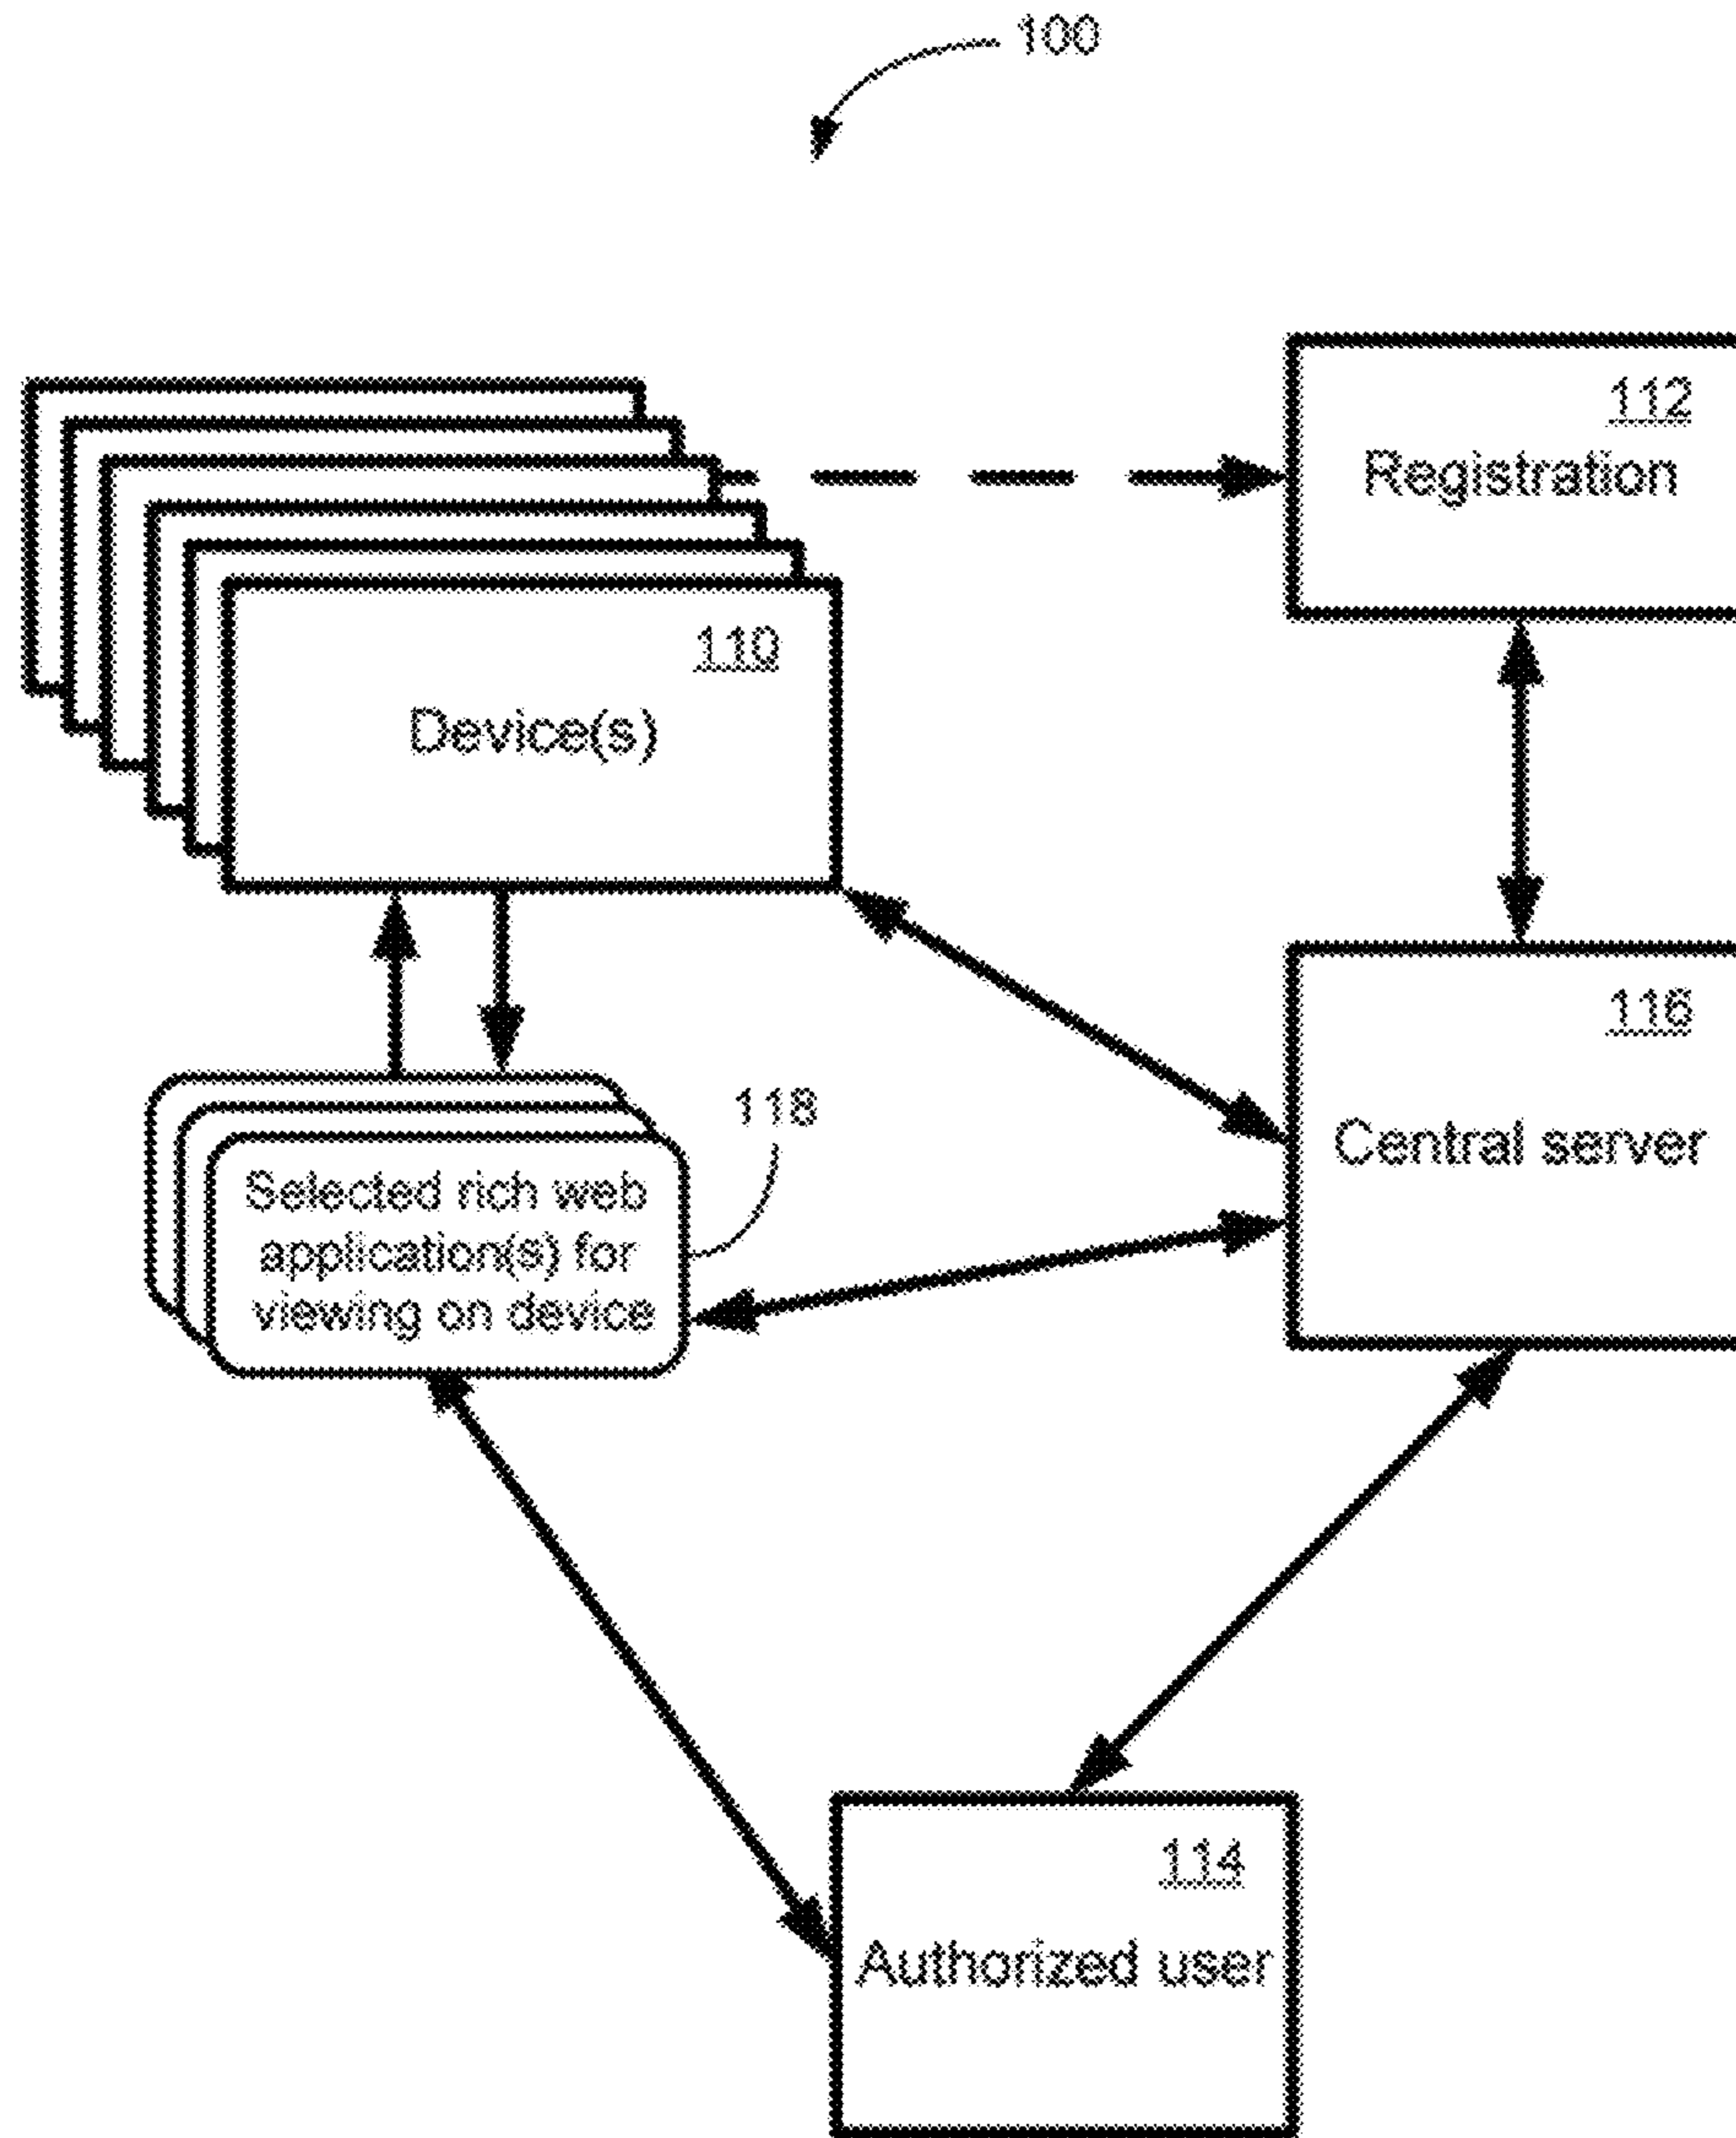 100
112
Registration
110
Device(s)
116
Central server
118
Selected rich web
application(s) for
viewing on device
114
Authorized user